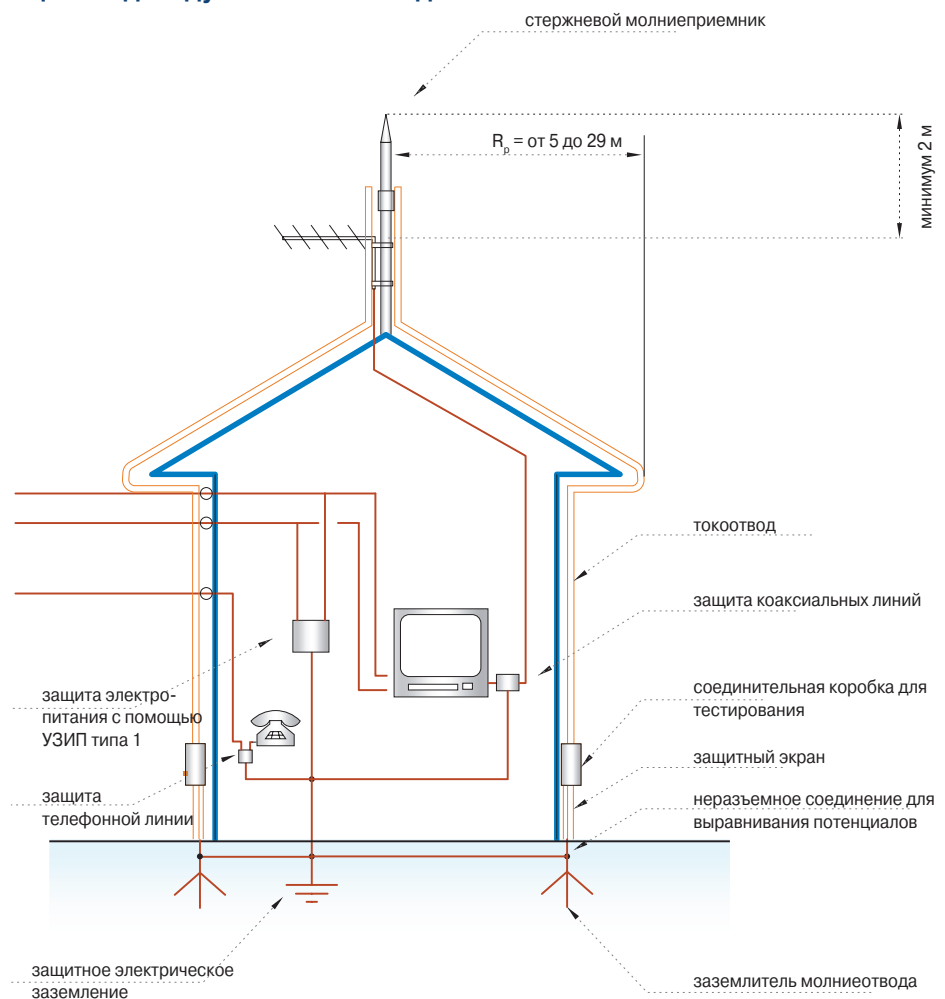 стержневой молниеприемник
Rp = от 5 до 29 м
минимум 2 м
токоотвод
защита коаксиальных линий
соединительная коробка для
тестирования
защитный экран
неразъемное соединение для
выравнивания потенциалов
защита электро-
питания с помощью
УЗИП типа 1
защита
телефонной линии
защитное электрическое
заземление
заземлитель молниеотвода